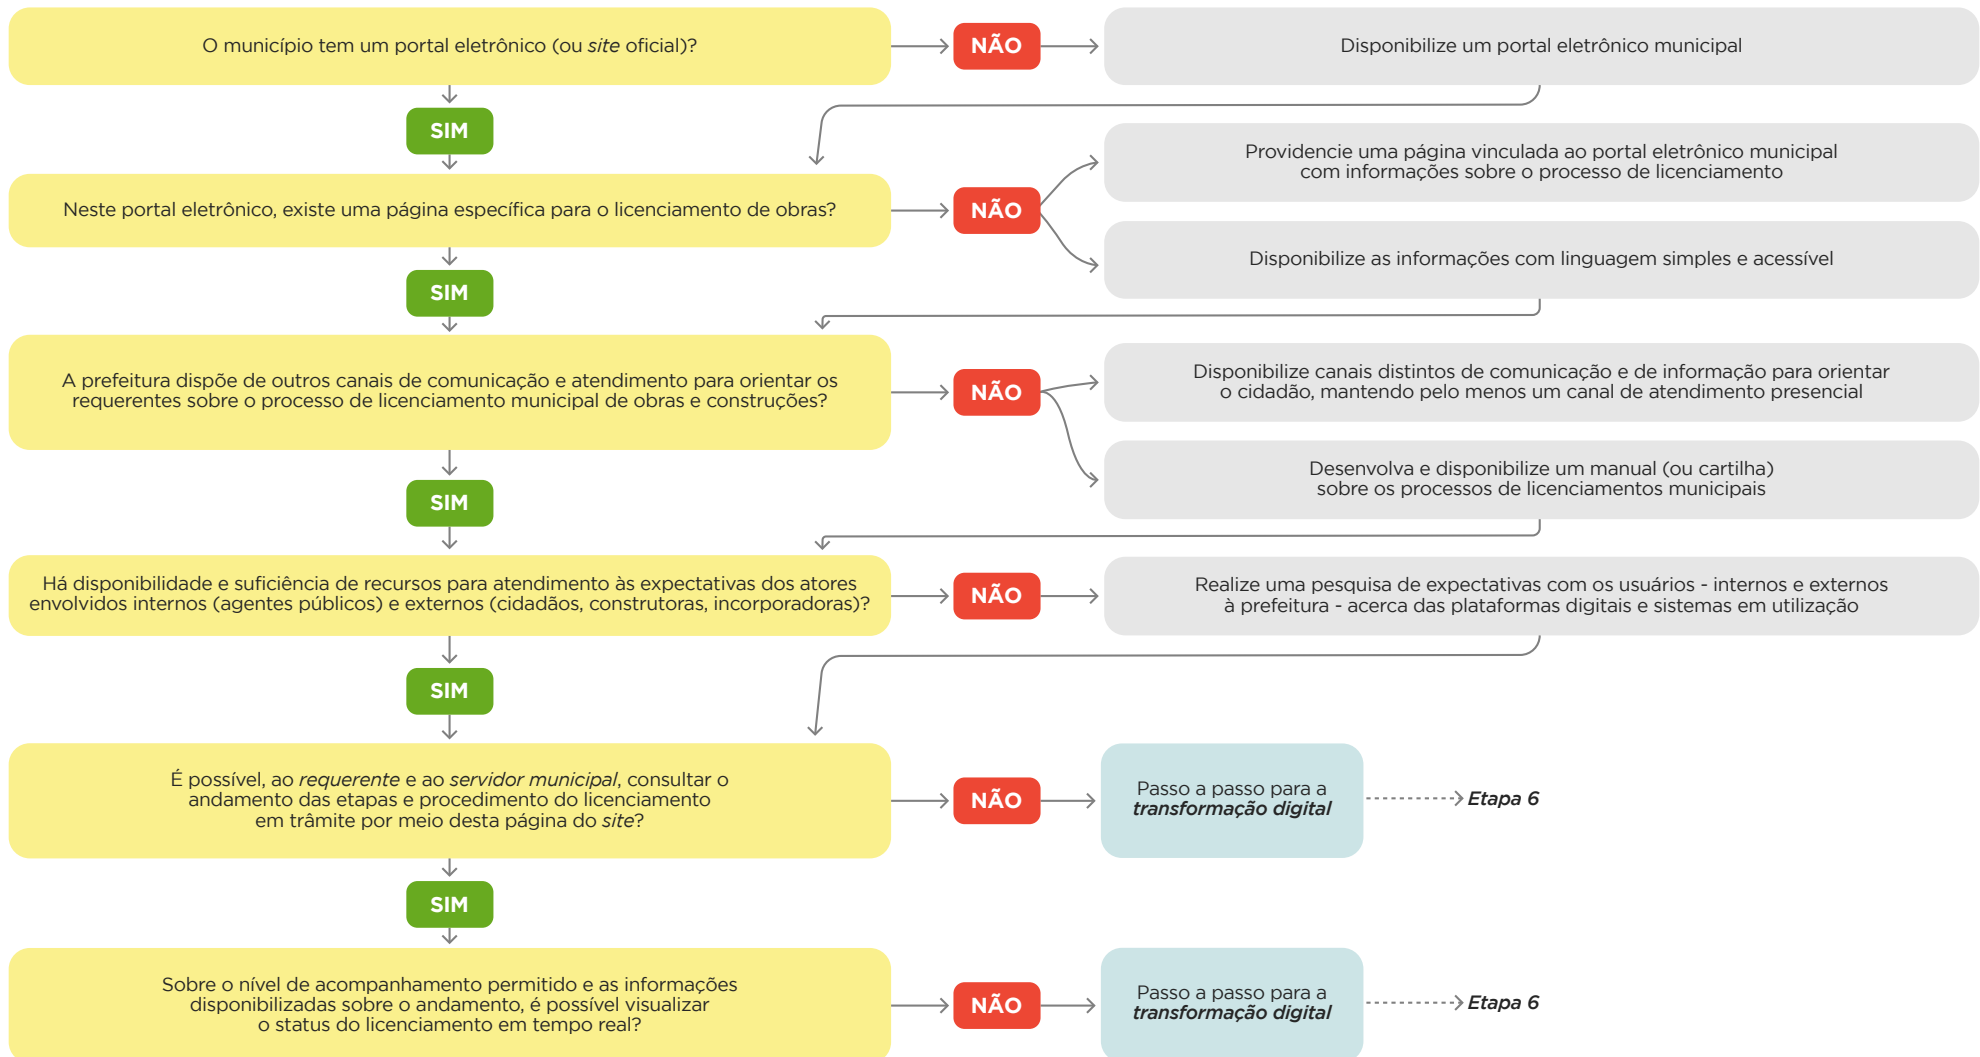 O município tem um portal eletrônico (ou site oficial)?
NÃO
Disponibilize um portal eletrônico municipal
SIM
Neste portal eletrônico, existe uma página específica para o licenciamento de obras?
NÃO
Providencie uma página vinculada ao portal eletrônico municipal
com informações sobre o processo de licenciamento
Disponibilize as informações com linguagem simples e acessível
SIM
A prefeitura dispõe de outros canais de comunicação e atendimento para orientar os
requerentes sobre o processo de licenciamento municipal de obras e construções?
NÃO
Disponibilize canais distintos de comunicação e de informação para orientar
o cidadão, mantendo pelo menos um canal de atendimento presencial
Desenvolva e disponibilize um manual (ou cartilha)
sobre os processos de licenciamentos municipais
SIM
Há disponibilidade e suficiência de recursos para atendimento às expectativas dos atores
envolvidos internos (agentes públicos) e externos (cidadãos, construtoras, incorporadoras)?
NÃO
Realize uma pesquisa de expectativas com os usuários - internos e externos
à prefeitura - acerca das plataformas digitais e sistemas em utilização
SIM
É possível, ao requerente e ao servidor municipal, consultar o
andamento das etapas e procedimento do licenciamento
em trâmite por meio desta página do site?
NÃO
Passo a passo para a
transformação digital
Etapa 6
SIM
Sobre o nível de acompanhamento permitido e as informações
disponibilizadas sobre o andamento, é possível visualizar
o status do licenciamento em tempo real?
NÃO
Passo a passo para a
transformação digital
Etapa 6